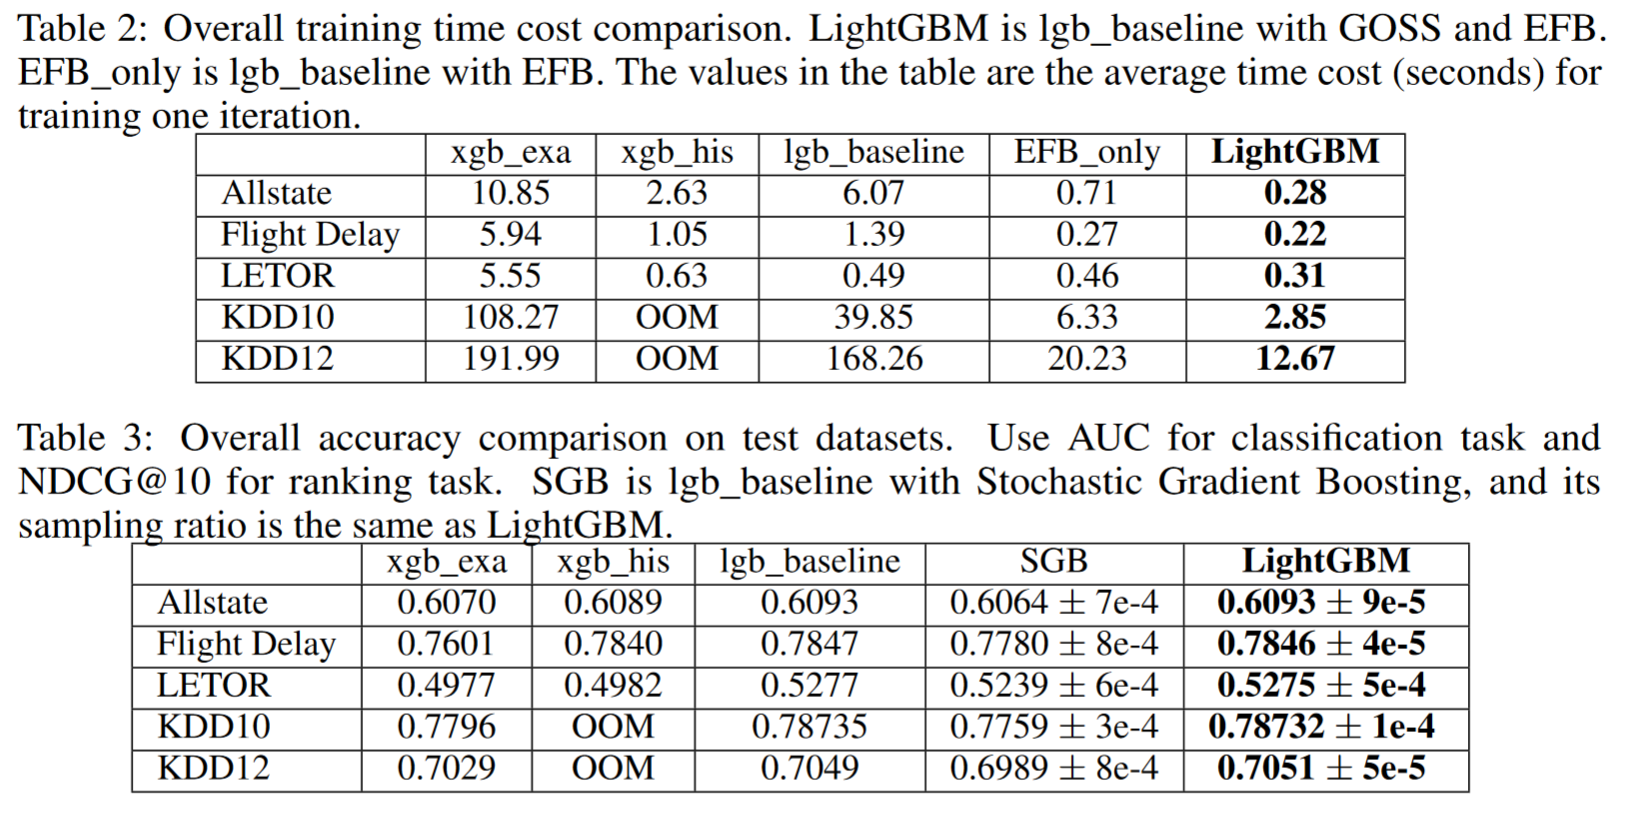 Table 2: Overall training time cost comparison. LightGBM is lgb_baseline with GOSS and EFB.
EFB_only is lgb_baseline with EFB. The values in the table are the average time cost (seconds) for
training one iteration.
xgb_exa xgb_his lgb_baseline EFB_only LightGBM
Allstate 10.85 2.63 6.07 0.71 0.28
Flight Delay 5.94 1.05 1.39 0.27 0.22
LETOR 5.55 0.63 0.49 0.46 0.31
KDD10 108.27 OOM 39.85 6.33 2.85
KDD12 191.99 OOM 168.26 20.23 12.67
Table 3: Overall accuracy comparison on test datasets. Use AUC for classification task and
NDCG@10 for ranking task. SGB is lgb_baseline with Stochastic Gradient Boosting, and its
sampling ratio is the same as LightGBM.
xgb_exa xgb_his lgb_baseline SGB LightGBM
Allstate 0.6070 0.6089 0.6093 0.6064 ± 7e-4 0.6093 ± 9e-5
Flight Delay 0.7601 0.7840 0.7847 0.7780 ± 8e-4 0.7846 ± 4e-5
LETOR 0.4977 0.4982 0.5277 0.5239 ± 6e-4 0.5275 ± 5e-4
KDD10 0.7796 OOM 0.78735 0.7759 ± 3e-4 0.78732 ± 1e-4
KDD12 0.7029 OOM 0.7049 0.6989 ± 8e-4 0.7051 ± 5e-5